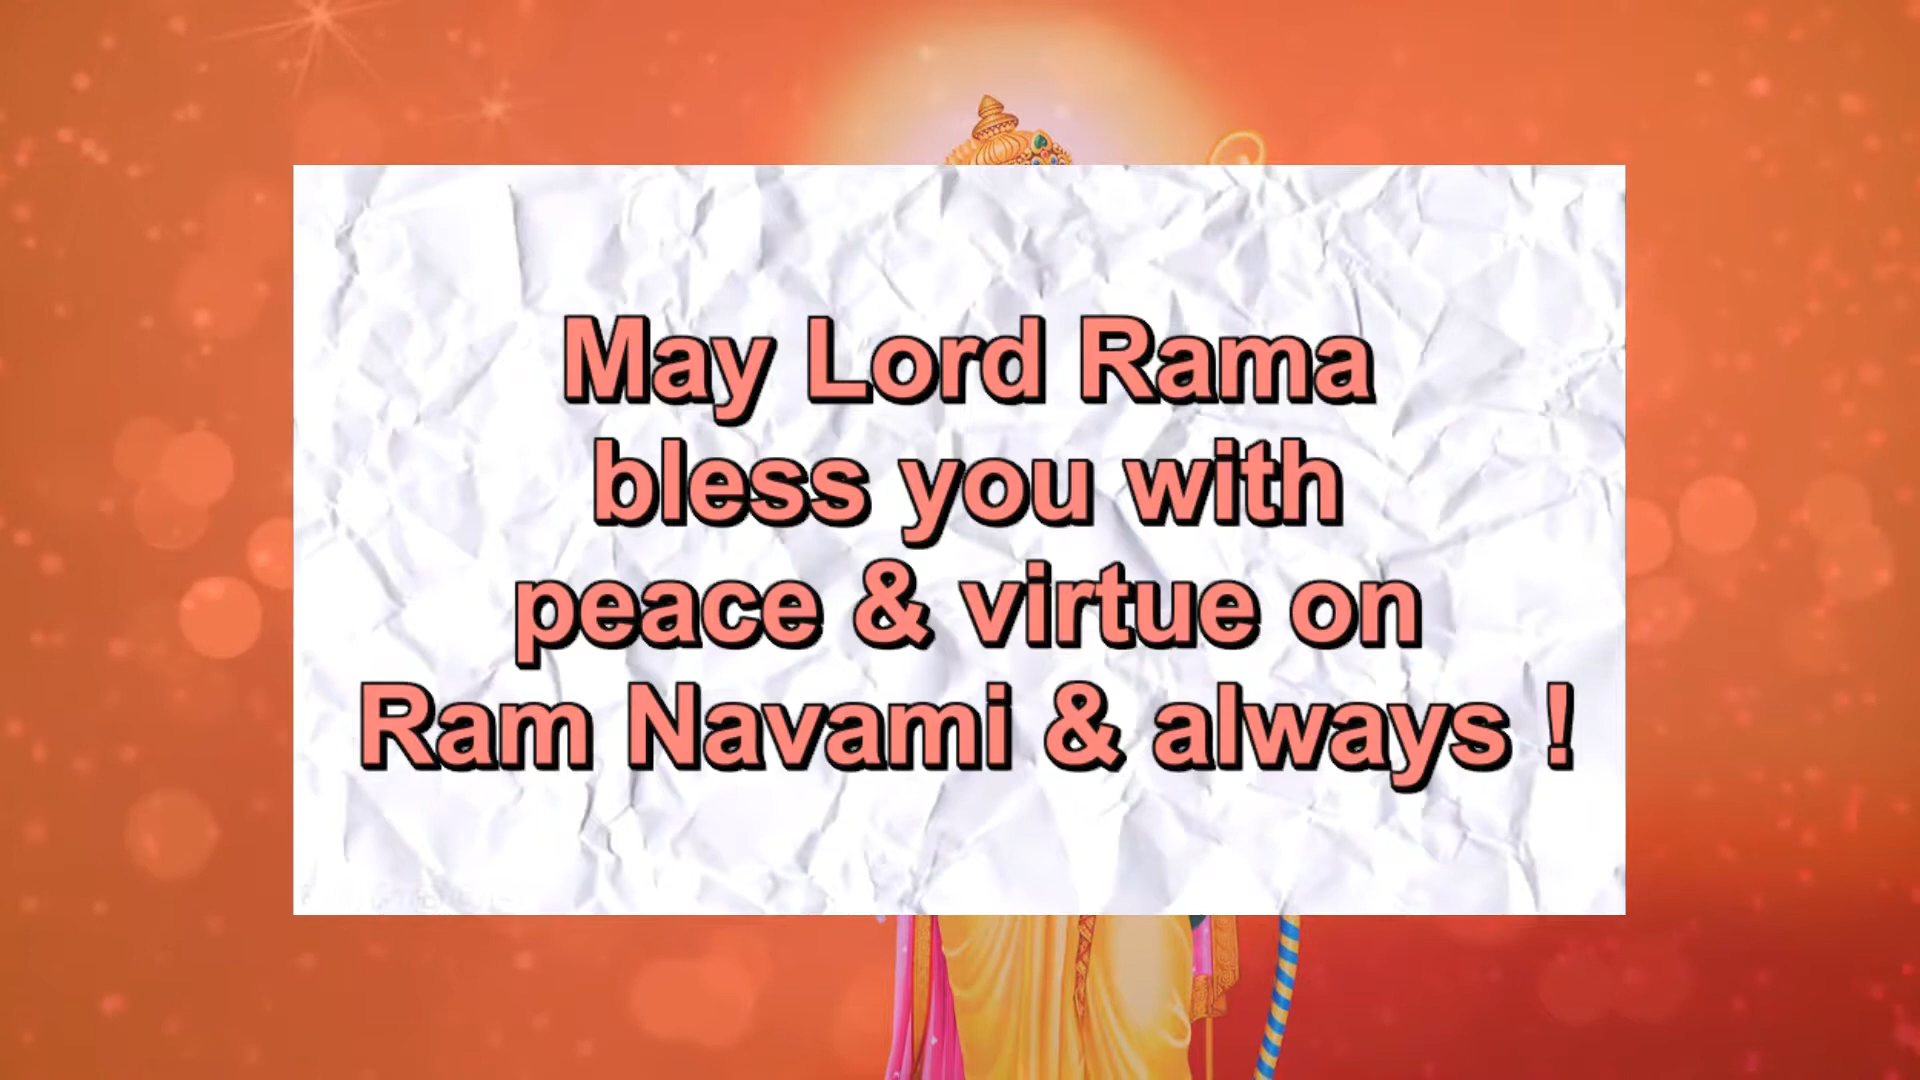 May Lord Rama
bless you with
peace & virtue on
Ram Navami & always !